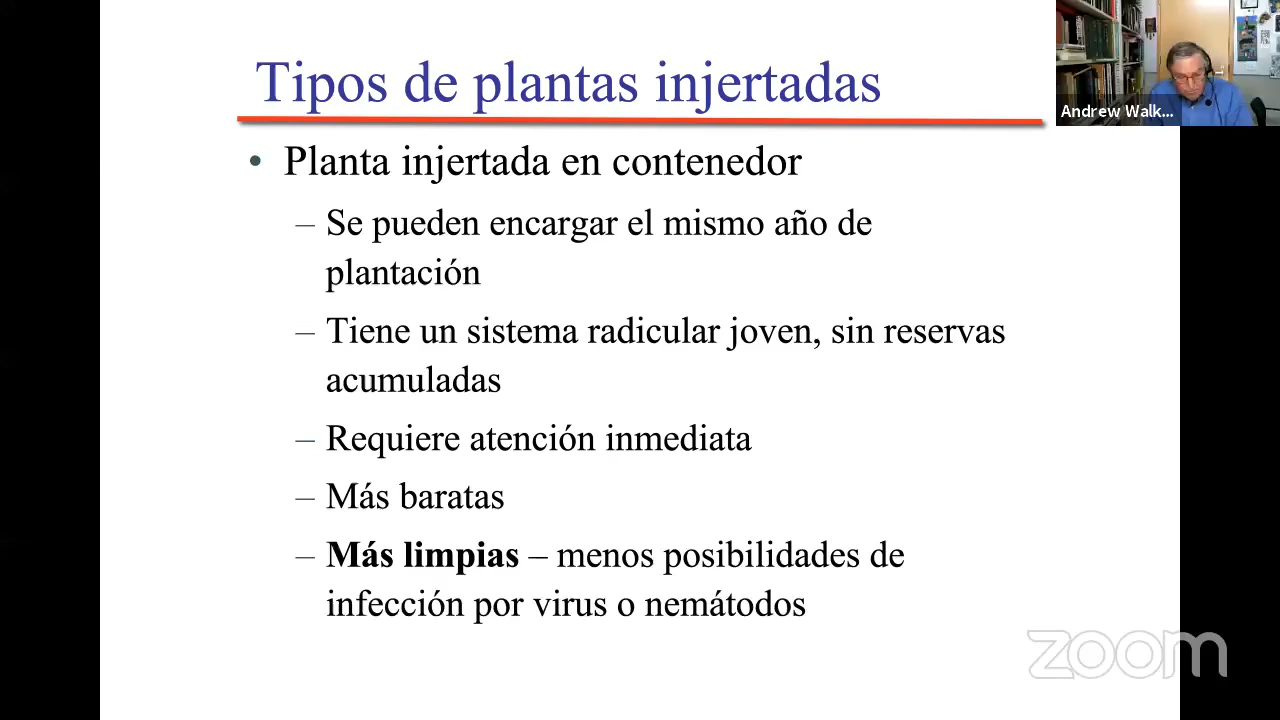 Tipos de plantas injertadas
Andrew Walk...
• Planta injertada en contenedor
– Se pueden encargar el mismo año de
plantación
– Tiene un sistema radicular joven, sin reservas
acumuladas
– Requiere atención inmediata
– Más baratas
– Más limpias – menos posibilidades de
infección por virus o nemátodos
zoom